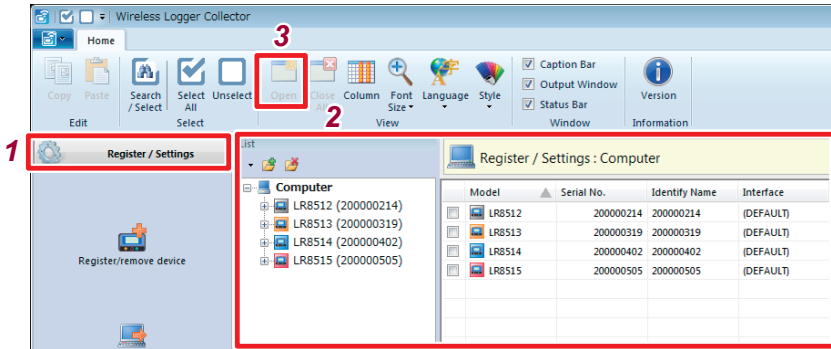 Wireless Logger Collector
Home
3
Copy
Paste
Search / Select
Select All
Unselect
Open
Close All
Column
Font Size
Language
Style
Caption Bar
Output Window
Status Bar
Version
Edit
Select
View
Window
Information
2
1
Register / Settings
List
Register / Settings : Computer
Computer
LR8512 (200000214)
LR8513 (200000319)
LR8514 (200000402)
LR8515 (200000505)
Register/remove device
Model Serial No. Identify Name Interface
LR8512 200000214 200000214 (DEFAULT)
LR8513 200000319 200000319 (DEFAULT)
LR8514 200000402 200000402 (DEFAULT)
LR8515 200000505 200000505 (DEFAULT)